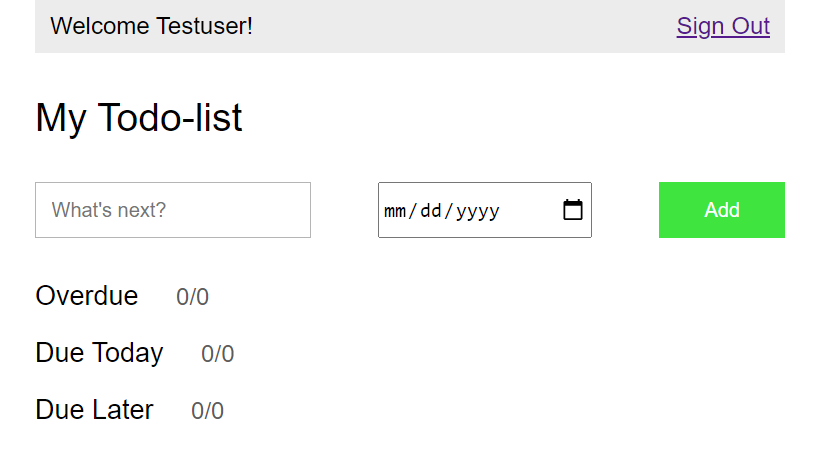 Welcome Testuser! Sign Out
My Todo-list
What's next? mm/dd/yyyy Add
Overdue 0/0
Due Today 0/0
Due Later 0/0